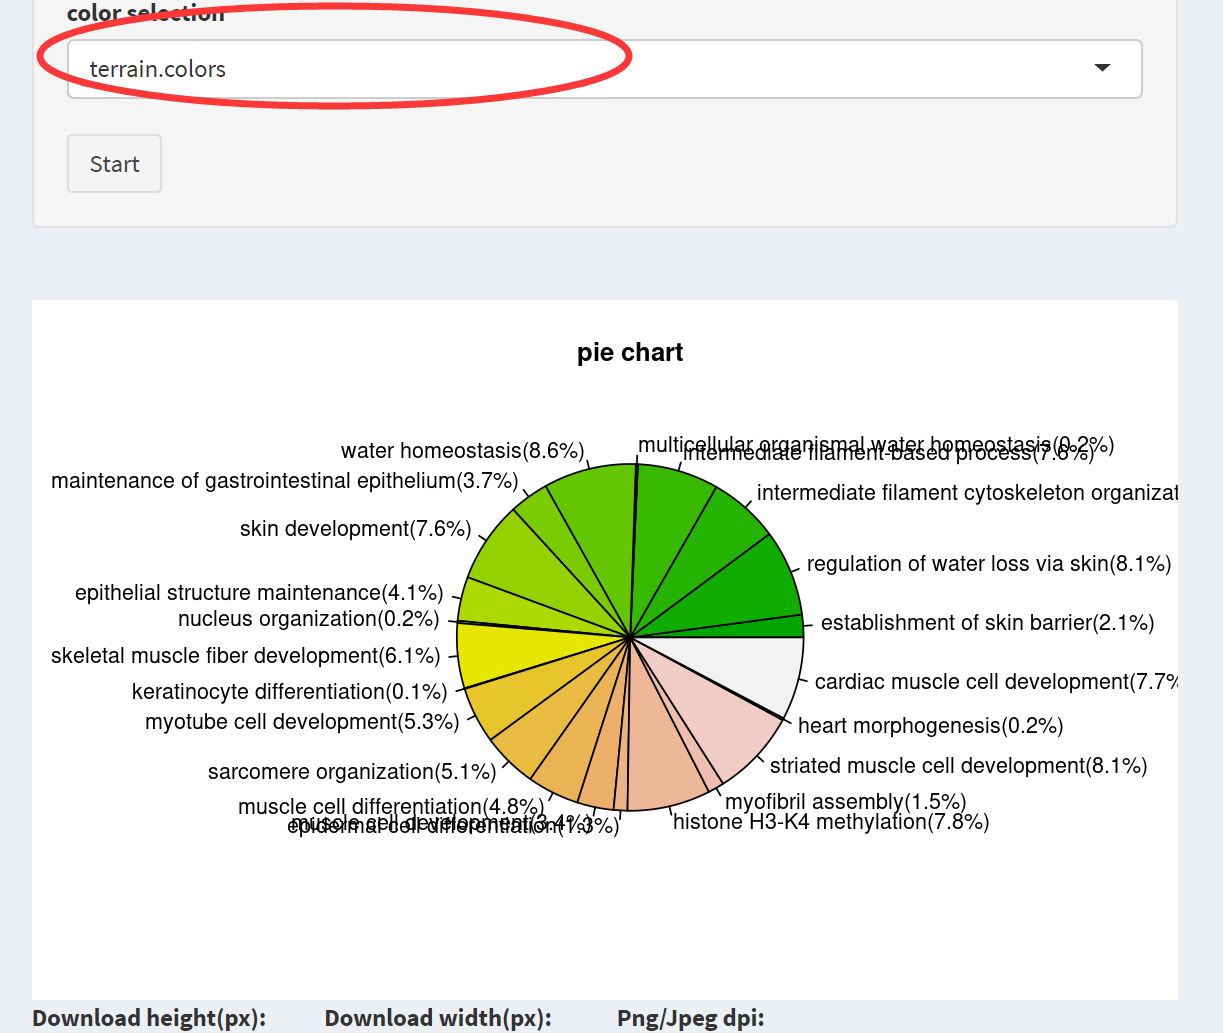 color selection
terrain.colors
Start
pie chart
multicellular organismal water homeostasis(0.2%)
water homeostasis(8.6%)
intermediate filament-based process(7.6%)
maintenance of gastrointestinal epithelium(3.7%)
intermediate filament cytoskeleton organizat
skin development(7.6%)
regulation of water loss via skin(8.1%)
epithelial structure maintenance(4.1%)
nucleus organization(0.2%)
establishment of skin barrier(2.1%)
skeletal muscle fiber development(6.1%)
cardiac muscle cell development(7.7%
keratinocyte differentiation(0.1%)
myotube cell development(5.3%)
heart morphogenesis(0.2%)
striated muscle cell development(8.1%)
sarcomere organization(5.1%)
myofibril assembly(1.5%)
muscle cell differentiation(4.8%)
histone H3-K4 methylation(7.8%)
muscle cell development(3.4%)
epidermal cell differentiation(1.3%)
Download height(px):
Download width(px):
Png/Jpeg dpi: